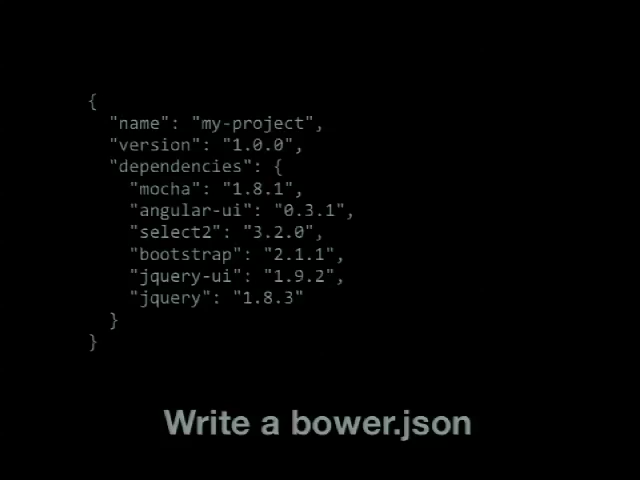 {
"name": "my-project",
"version": "1.0.0",
"dependencies": {
"mocha": "1.8.1",
"angular-ui": "0.3.1",
"select2": "3.2.0",
"bootstrap": "2.1.1",
"jquery-ui": "1.9.2",
"jquery": "1.8.3"
}
}
Write a bower.json